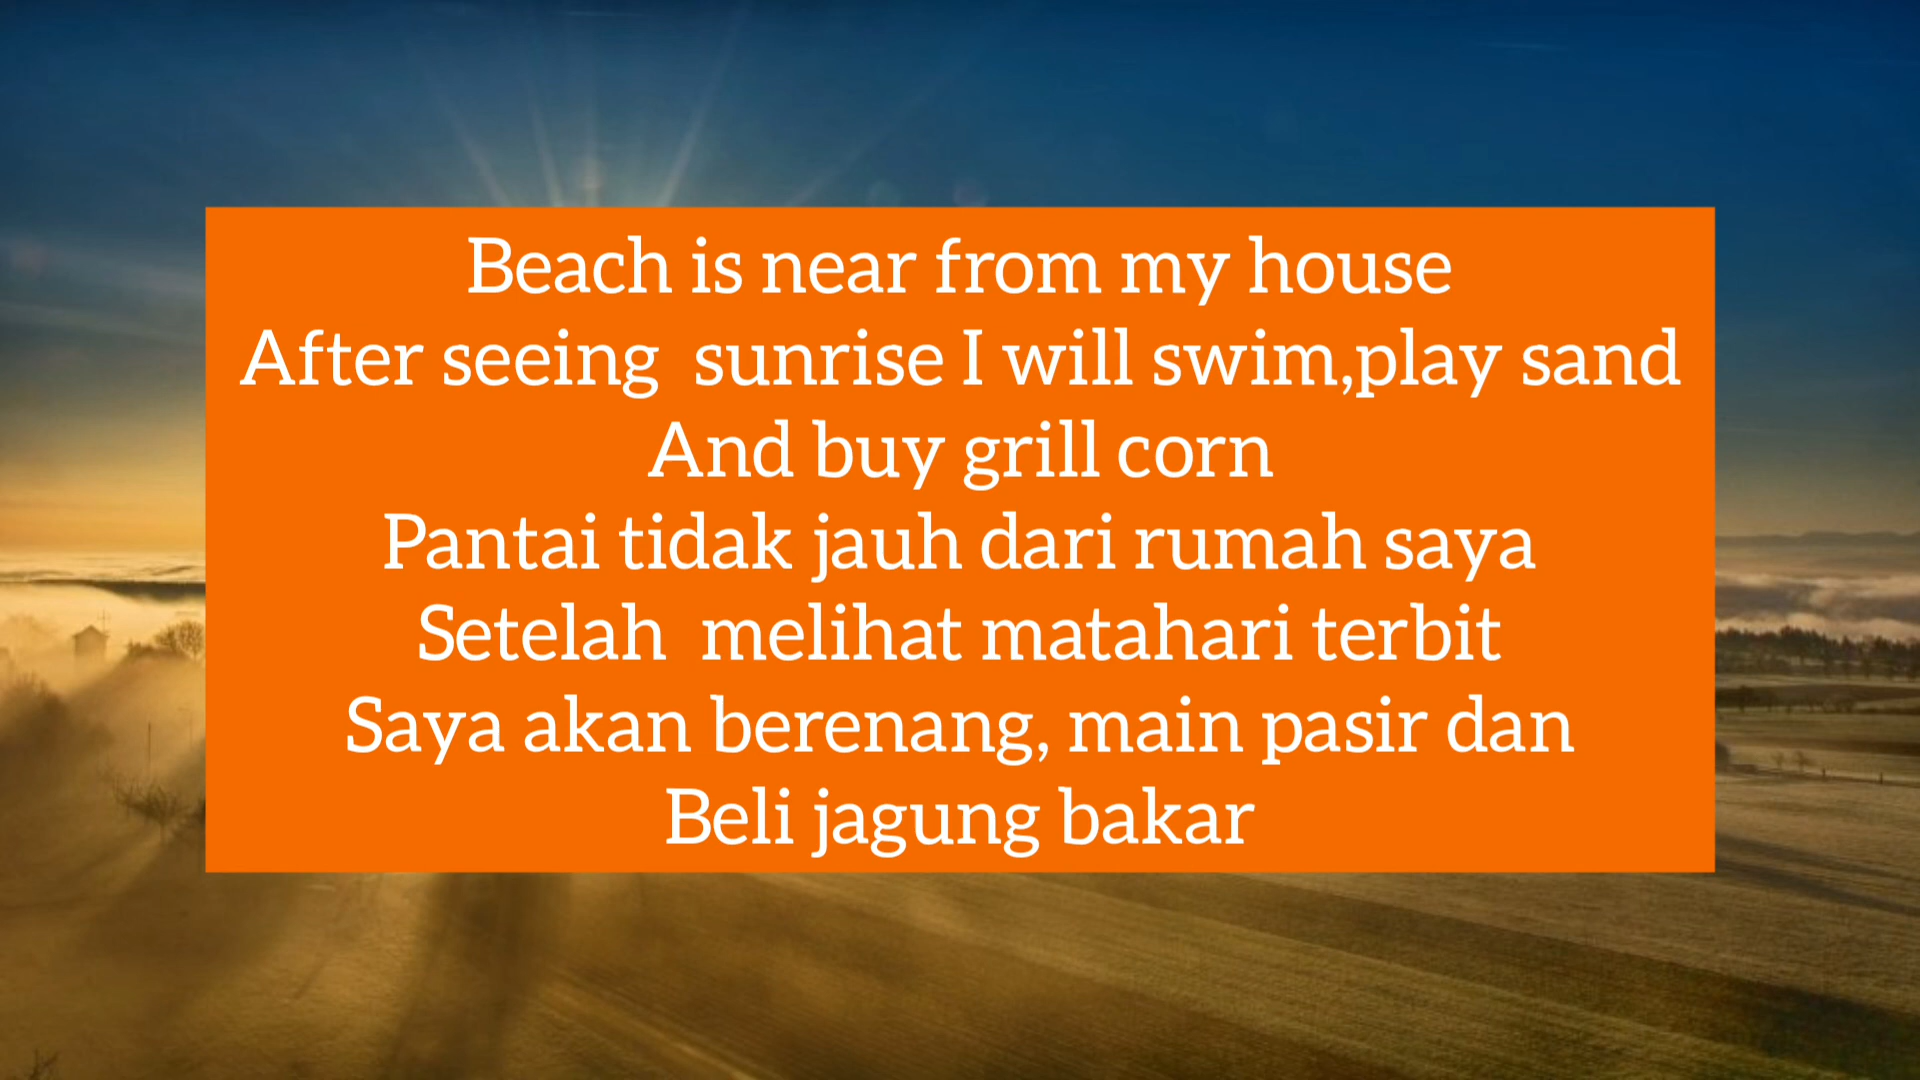 Beach is near from my house
After seeing  sunrise I will swim,play sand
And buy grill corn
Pantai tidak jauh dari rumah saya
Setelah  melihat matahari terbit
Saya akan berenang, main pasir dan
Beli jagung bakar